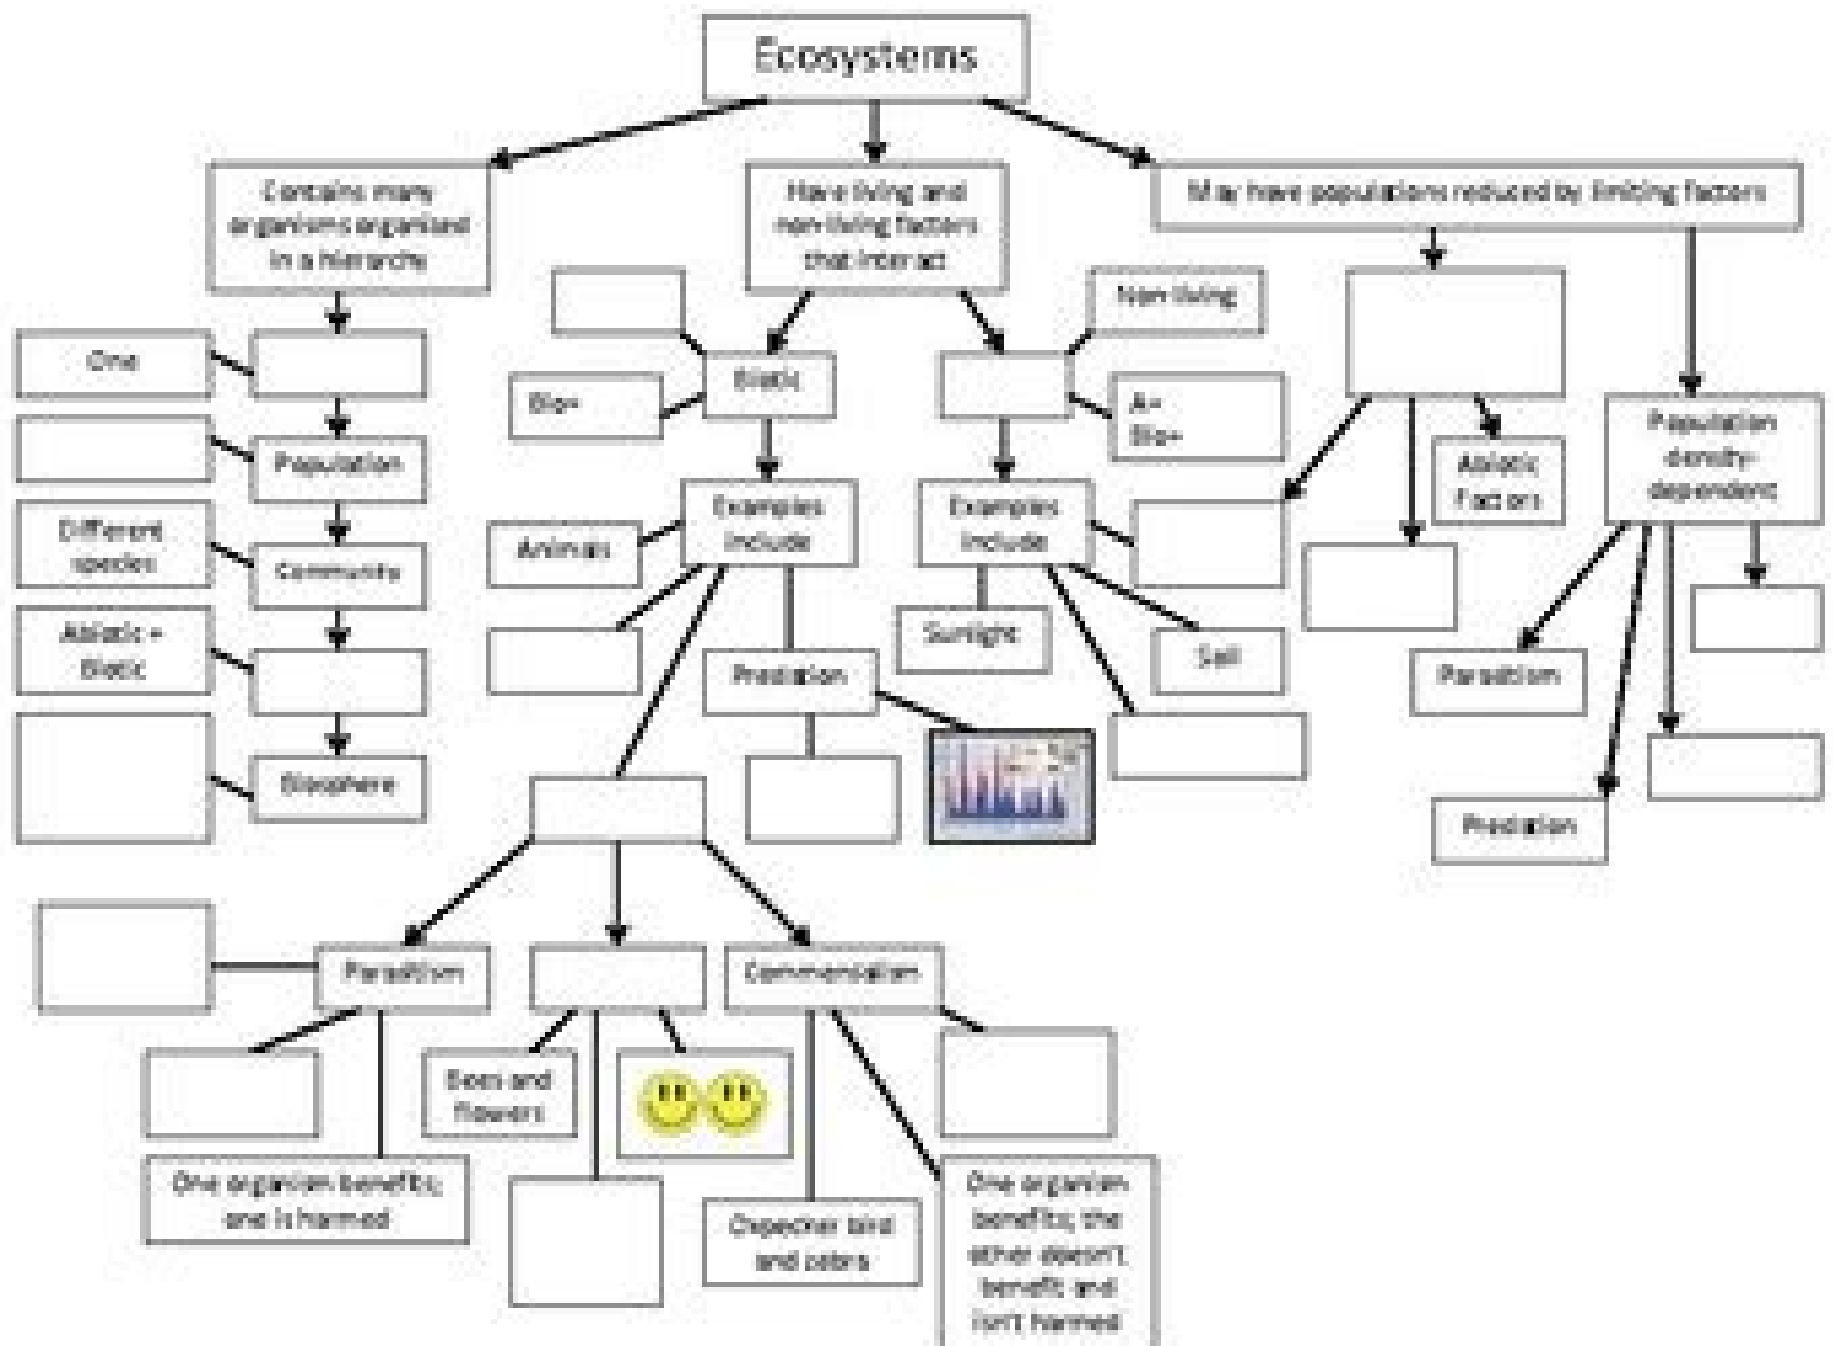 Ecosystems
Contains many
organisms organized
in a hierarchy
Have living and
non-living factors
that interact
May have populations reduced by limiting factors
Non-living
One
Biotic
Bio=
A=
Bio=
Population
Abiotic
Factors
Population
density-
dependent
Different
species
Community
Animals
Examples
include
Examples
include
Abiotic +
Biotic
Sunlight
Soil
Predation
Parasitism
Biosphere
Predation
Parasitism
Commensalism
Bees and
flowers
One organism benefits;
one is harmed
Oxpecker bird
and zebra
One organism
benefits; the
other doesn't
benefit and
isn't harmed